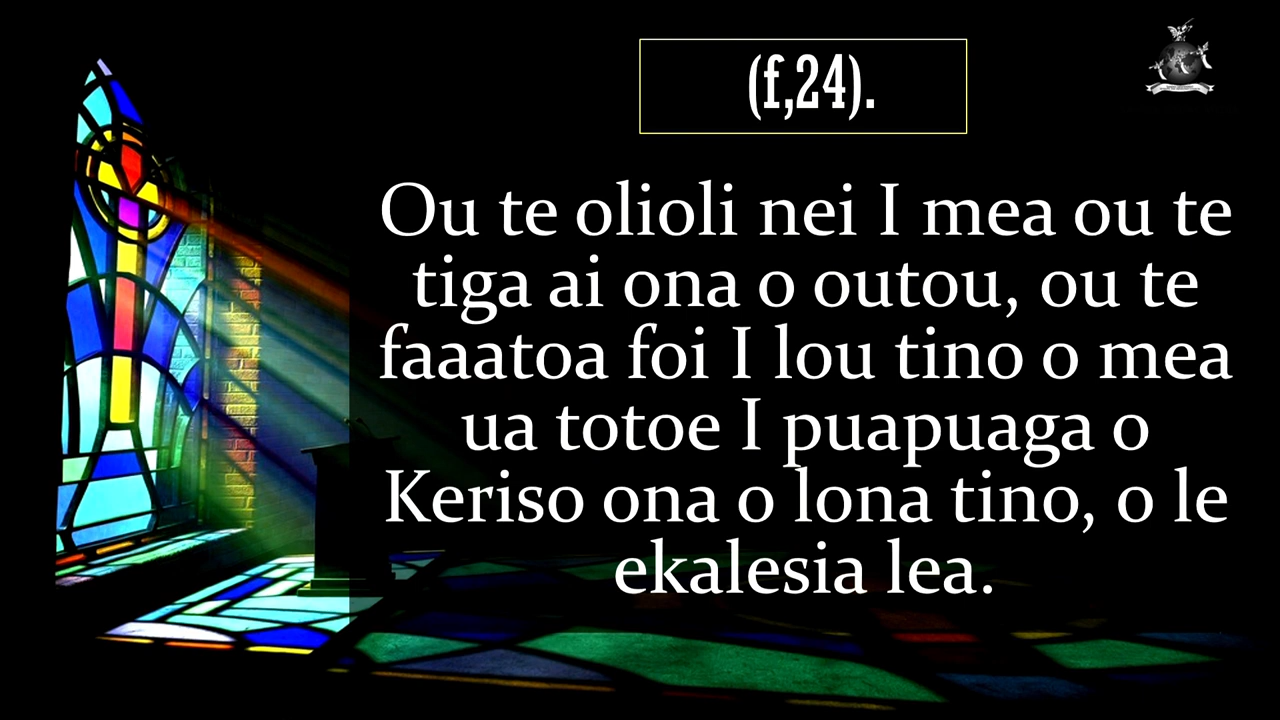 (f,24).
Ou te olioli nei I mea ou te
tiga ai ona o outou, ou te
faaatoa foi I lou tino o mea
ua totoe I puapuaga o
Keriso ona o lona tino, o le
ekalesia lea.